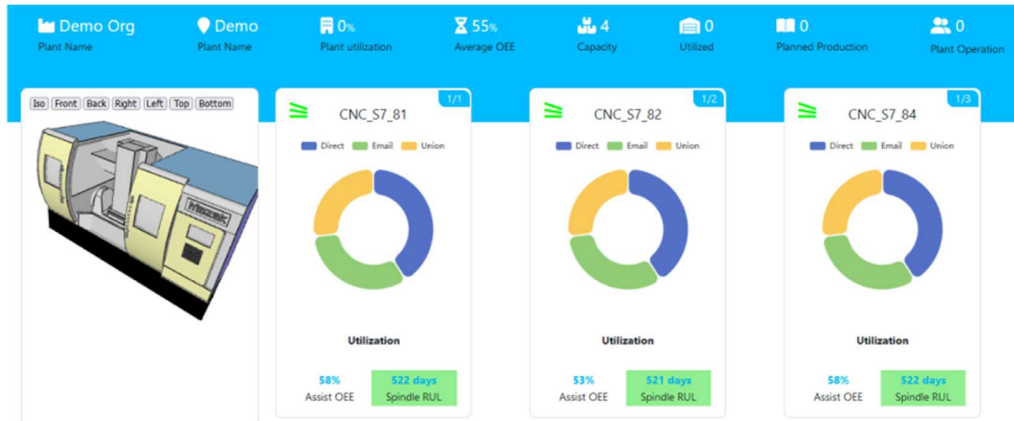 Demo Org
Plant Name
Demo
Plant Name
0%
Plant utilization
55%
Average OEE
4
Capacity
0
Utilized
0
Planned Production
0
Plant Operation
Iso Front Back Right Left Top Bottom
1/1
CNC_S7_81
Direct Email Union
Utilization
58%
Assist OEE
522 days
Spindle RUL
1/2
CNC_S7_82
Direct Email Union
Utilization
53%
Assist OEE
521 days
Spindle RUL
1/3
CNC_S7_84
Direct Email Union
Utilization
58%
Assist OEE
522 days
Spindle RUL